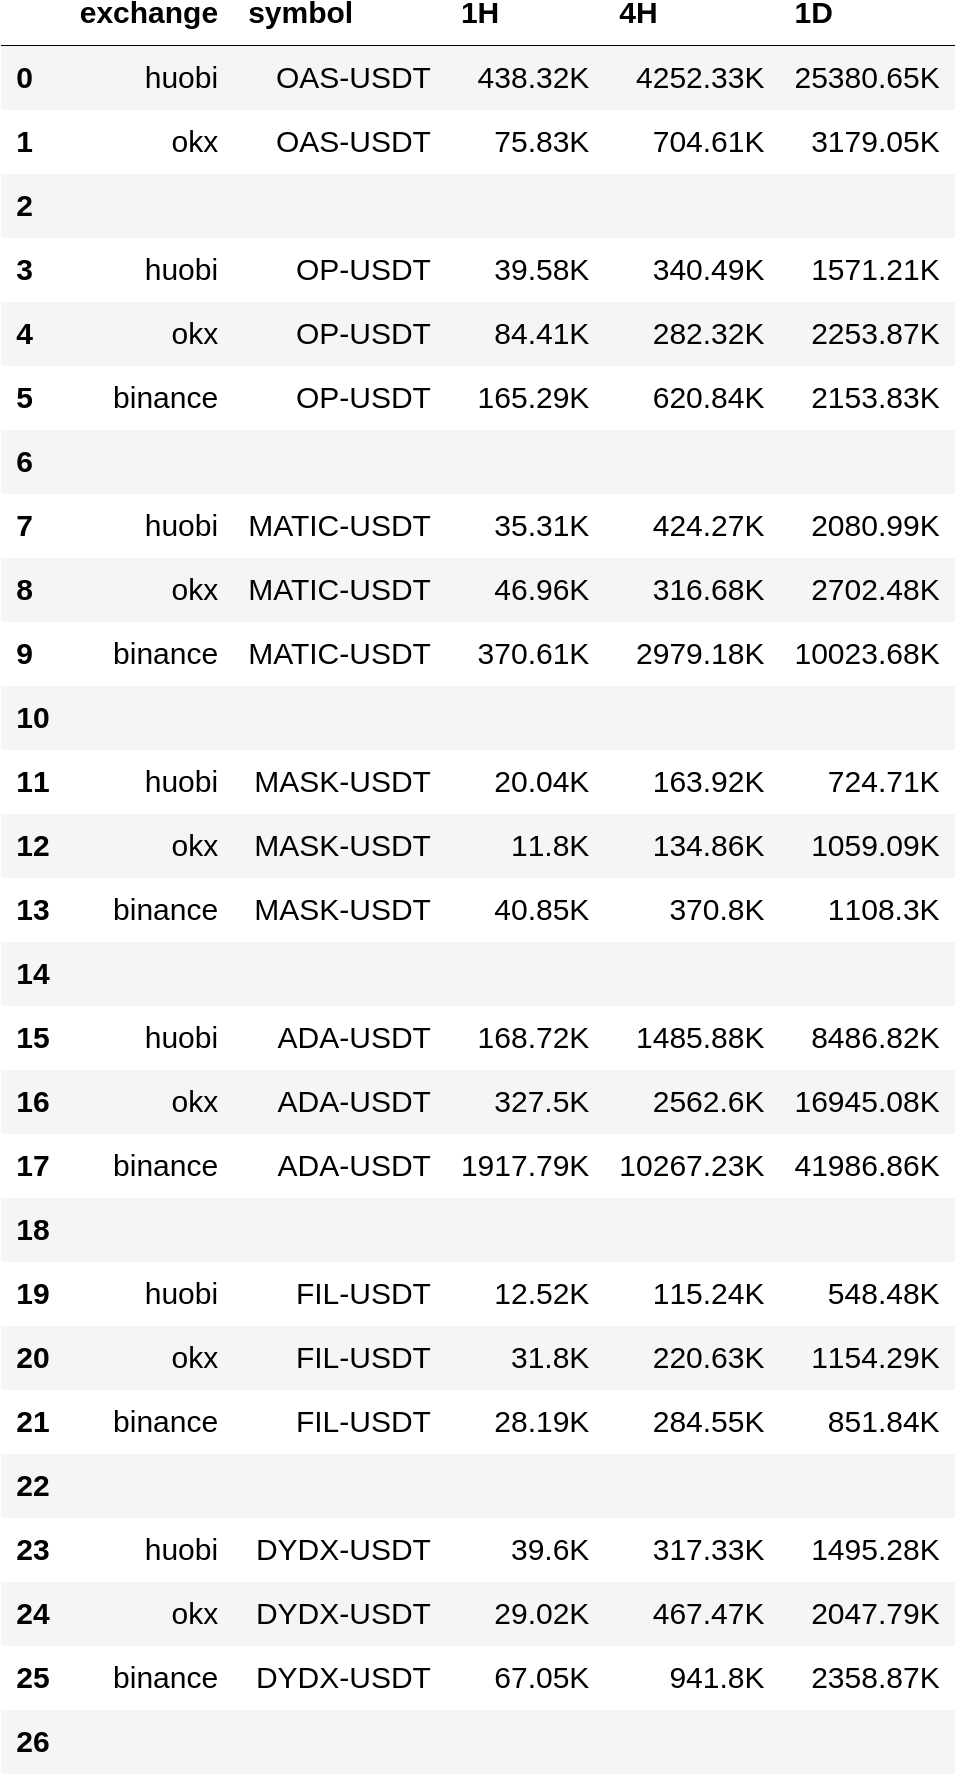 exchange symbol 1H 4H 1D
0 huobi OAS-USDT 438.32K 4252.33K 25380.65K
1 okx OAS-USDT 75.83K 704.61K 3179.05K
2
3 huobi OP-USDT 39.58K 340.49K 1571.21K
4 okx OP-USDT 84.41K 282.32K 2253.87K
5 binance OP-USDT 165.29K 620.84K 2153.83K
6
7 huobi MATIC-USDT 35.31K 424.27K 2080.99K
8 okx MATIC-USDT 46.96K 316.68K 2702.48K
9 binance MATIC-USDT 370.61K 2979.18K 10023.68K
10
11 huobi MASK-USDT 20.04K 163.92K 724.71K
12 okx MASK-USDT 11.8K 134.86K 1059.09K
13 binance MASK-USDT 40.85K 370.8K 1108.3K
14
15 huobi ADA-USDT 168.72K 1485.88K 8486.82K
16 okx ADA-USDT 327.5K 2562.6K 16945.08K
17 binance ADA-USDT 1917.79K 10267.23K 41986.86K
18
19 huobi FIL-USDT 12.52K 115.24K 548.48K
20 okx FIL-USDT 31.8K 220.63K 1154.29K
21 binance FIL-USDT 28.19K 284.55K 851.84K
22
23 huobi DYDX-USDT 39.6K 317.33K 1495.28K
24 okx DYDX-USDT 29.02K 467.47K 2047.79K
25 binance DYDX-USDT 67.05K 941.8K 2358.87K
26